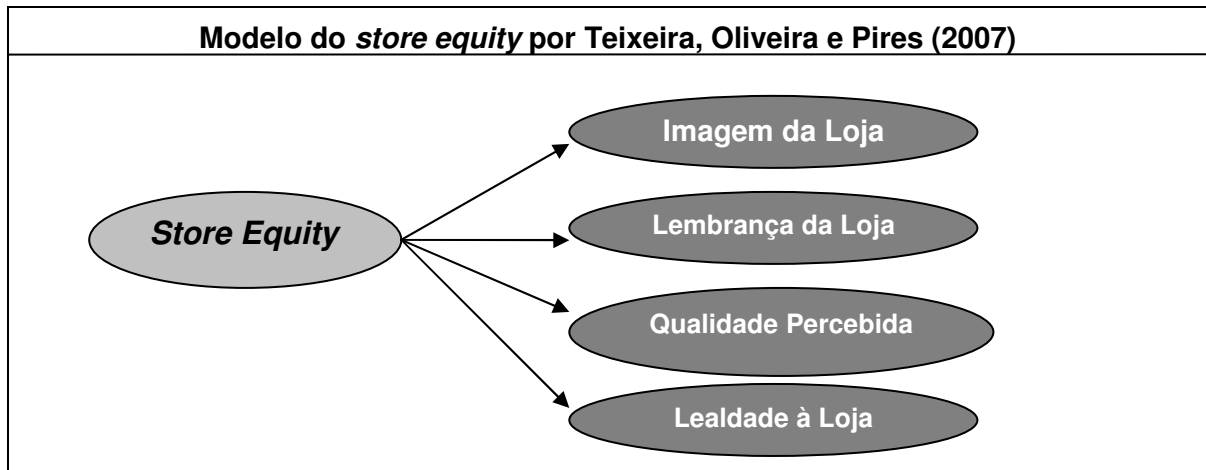 Modelo do store equity por Teixeira, Oliveira e Pires (2007)
Imagem da Loja
Store Equity
Lembrança da Loja
Qualidade Percebida
Lealdade à Loja